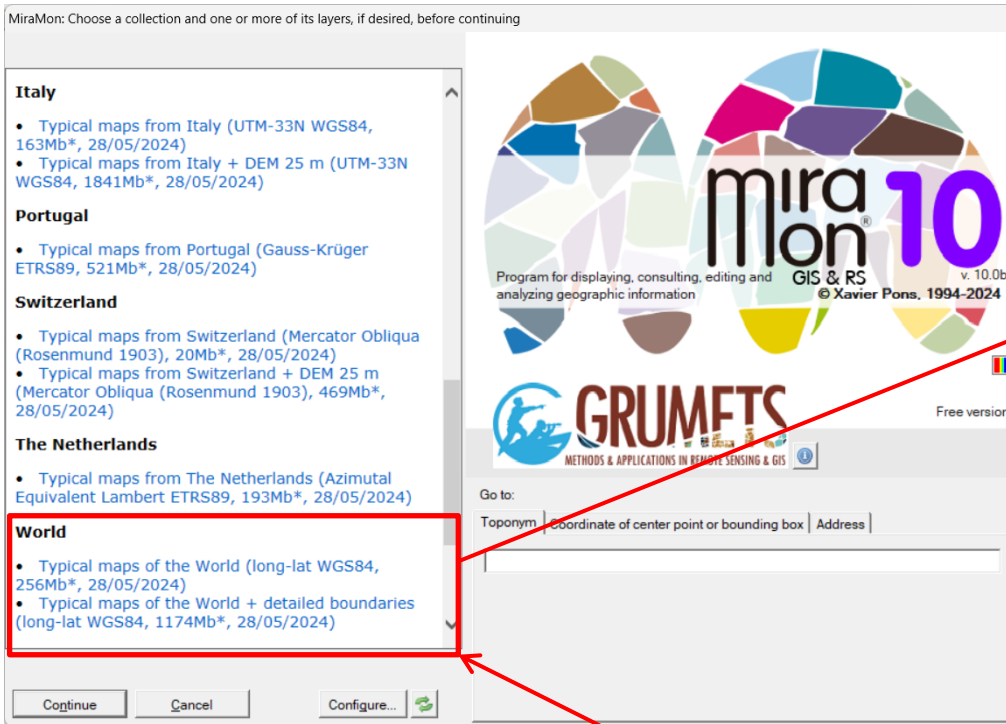 MiraMon: Choose a collection and one or more of its layers, if desired, before continuing
Italy
• Typical maps from Italy (UTM-33N WGS84,
163Mb*, 28/05/2024)
• Typical maps from Italy + DEM 25 m (UTM-33N
WGS84, 1841Mb*, 28/05/2024)
Portugal
• Typical maps from Portugal (Gauss-Krüger
ETRS89, 521Mb*, 28/05/2024)
Switzerland
• Typical maps from Switzerland (Mercator Obliqua
(Rosenmund 1903), 20Mb*, 28/05/2024)
• Typical maps from Switzerland + DEM 25 m
(Mercator Obliqua (Rosenmund 1903), 469Mb*,
28/05/2024)
The Netherlands
• Typical maps from The Netherlands (Azimutal
Equivalent Lambert ETRS89, 193Mb*, 28/05/2024)
World
• Typical maps of the World (long-lat WGS84,
256Mb*, 28/05/2024)
• Typical maps of the World + detailed boundaries
(long-lat WGS84, 1174Mb*, 28/05/2024)
Continue
Cancel
Configure...
mira
mon ® 10
GIS & RS
v. 10.0b
Program for displaying, consulting, editing and
analyzing geographic information
© Xavier Pons, 1994-2024
Free version
GRUMETS
METHODS & APPLICATIONS IN REMOTE SENSING & GIS
Go to:
Toponym
Coordinate of center point or bounding box
Address